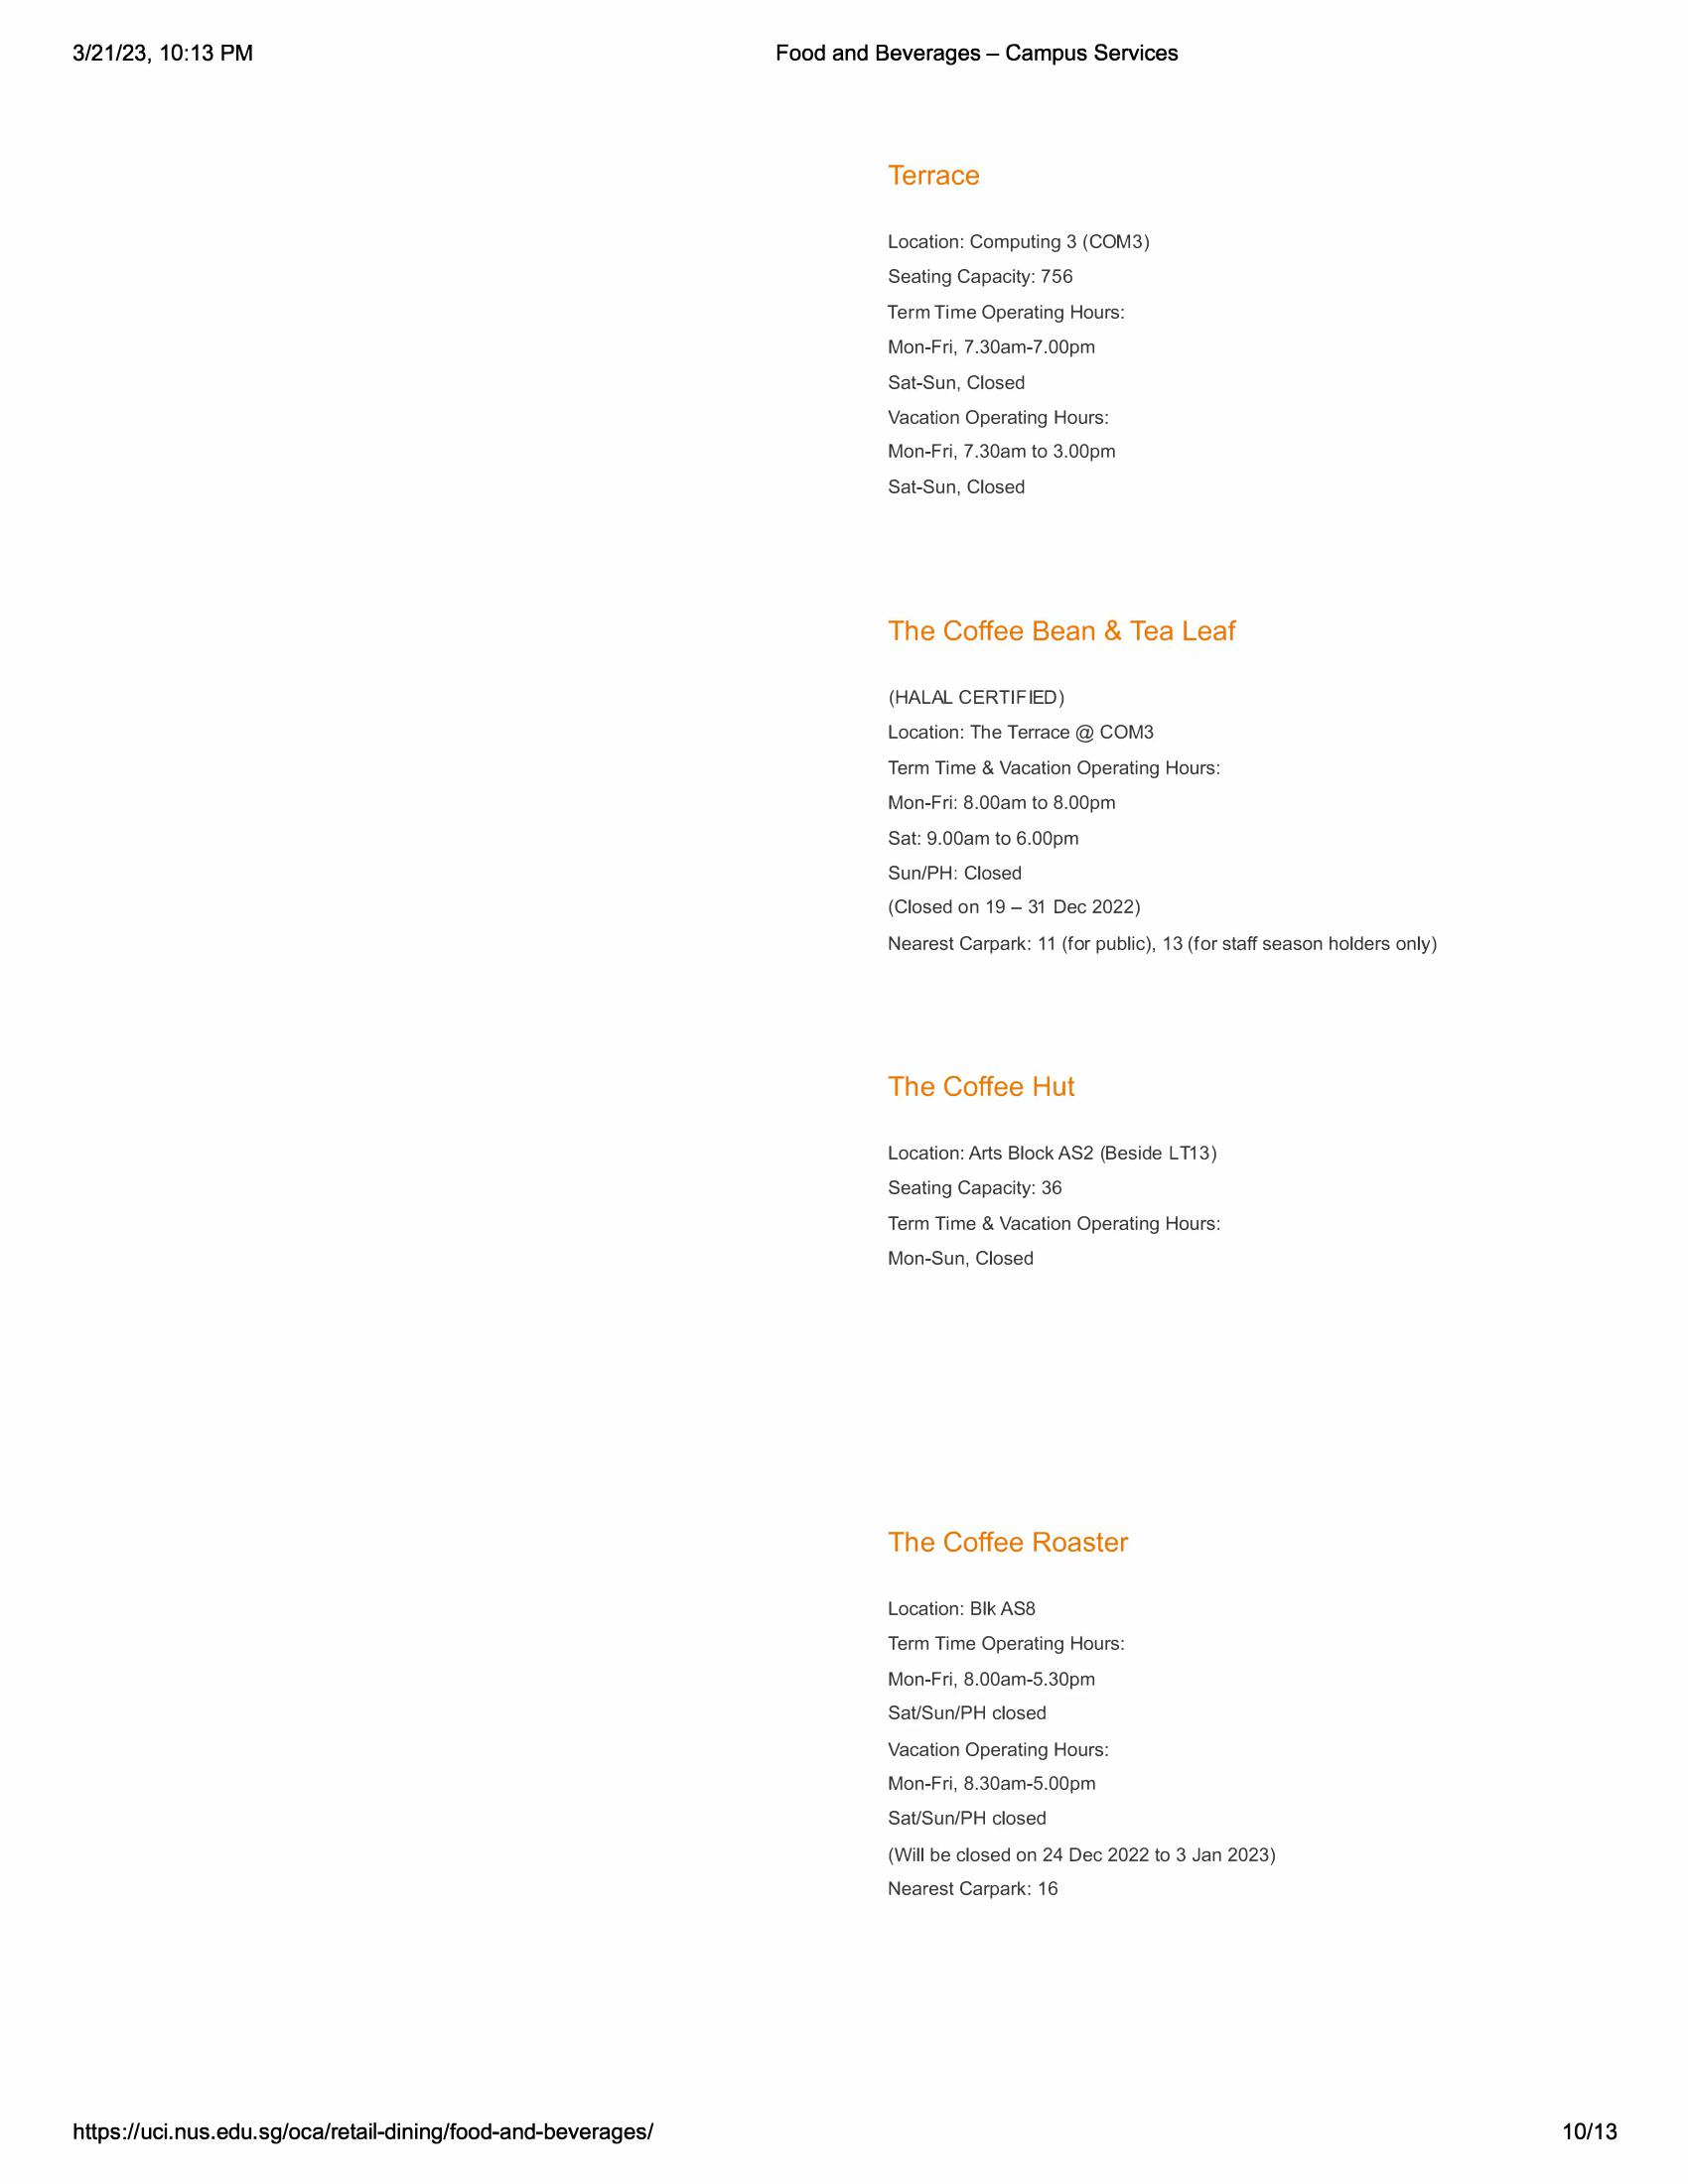 3/21/23, 10:13 PM
Food and Beverages – Campus Services
Terrace
Location: Computing 3 (COM3)
Seating Capacity: 756
Term Time Operating Hours:
Mon-Fri, 7.30am-7.00pm
Sat-Sun, Closed
Vacation Operating Hours:
Mon-Fri, 7.30am to 3.00pm
Sat-Sun, Closed
The Coffee Bean & Tea Leaf
(HALAL CERTIFIED)
Location: The Terrace @ COM3
Term Time & Vacation Operating Hours:
Mon-Fri: 8.00am to 8.00pm
Sat: 9.00am to 6.00pm
Sun/PH: Closed
(Closed on 19 – 31 Dec 2022)
Nearest Carpark: 11 (for public), 13 (for staff season holders only)
The Coffee Hut
Location: Arts Block AS2 (Beside LT13)
Seating Capacity: 36
Term Time & Vacation Operating Hours:
Mon-Sun, Closed
The Coffee Roaster
Location: Blk AS8
Term Time Operating Hours:
Mon-Fri, 8.00am-5.30pm
Sat/Sun/PH closed
Vacation Operating Hours:
Mon-Fri, 8.30am-5.00pm
Sat/Sun/PH closed
(Will be closed on 24 Dec 2022 to 3 Jan 2023)
Nearest Carpark: 16
https://uci.nus.edu.sg/oca/retail-dining/food-and-beverages/
10/13